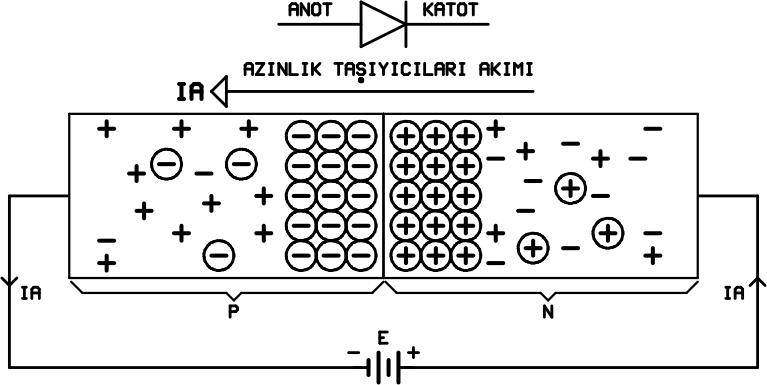 ANOT KATOT
AZINLIK TAŞIYICILARI AKIMI
IA
IA
IA
P
N
E
- +